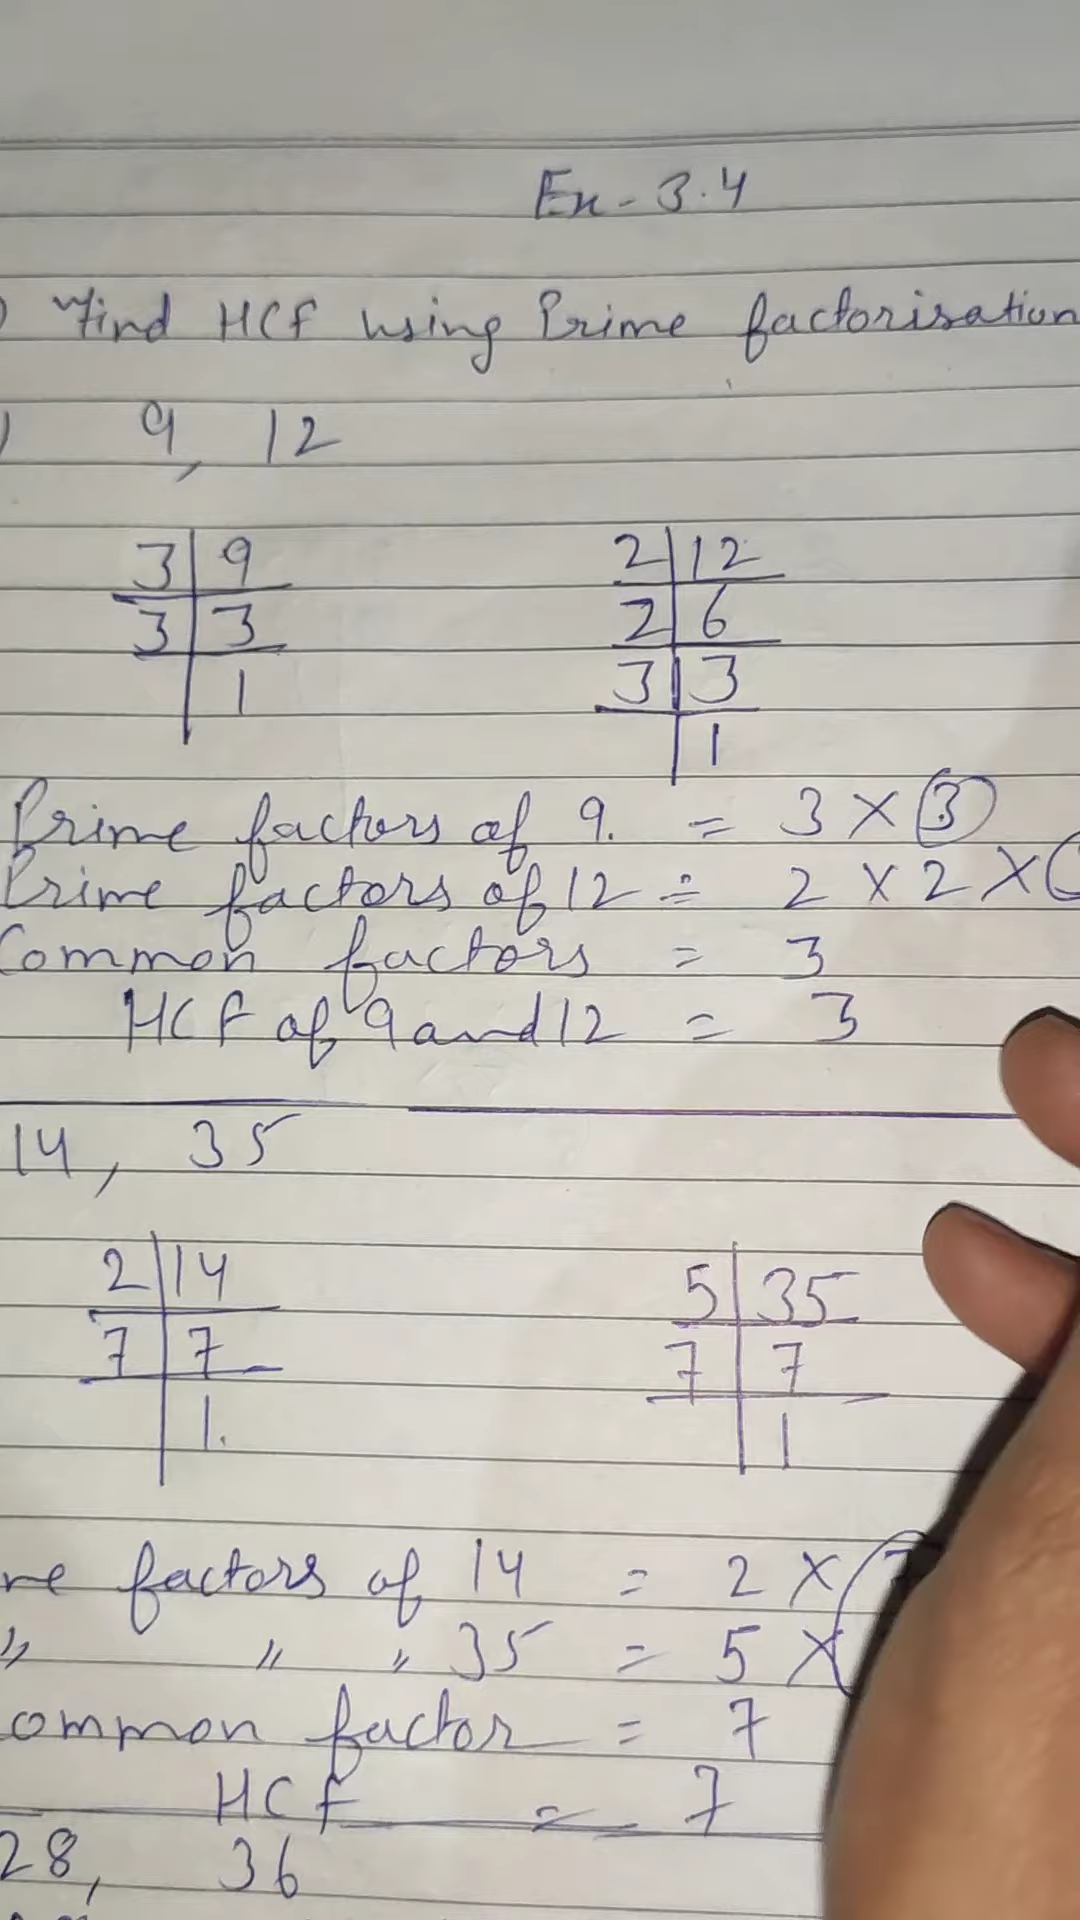 Ex - 3.4
Find HCF using Prime factorisation
9, 12
3 | 9    2 | 12
3 | 3    2 | 6
1    3 | 3
1
Prime factors of 9. = 3 × 3
Prime factors of 12 = 2 × 2 ×
Common factors = 3
HCF of 9 and 12 = 3
14, 35
2 | 14    5 | 35
7 | 7    7 | 7
1.    1
me factors of 14 = 2 × 7
" " " 35 = 5 ×
ommon factor = 7
HCF = 7
28, 36